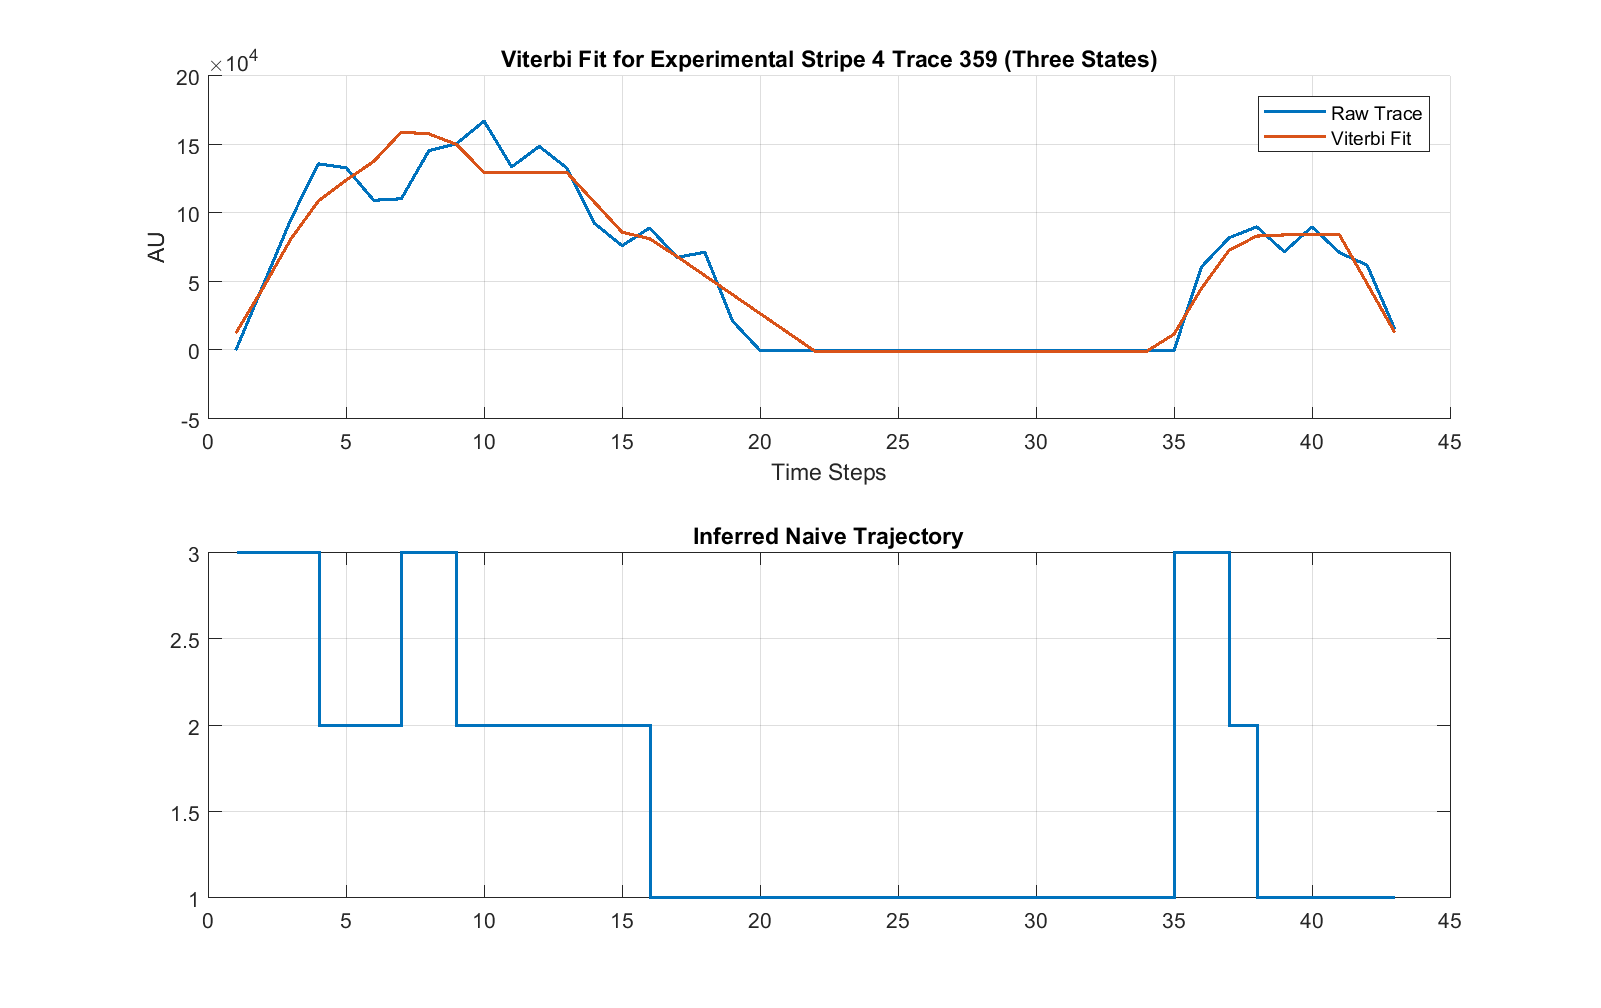 Viterbi Fit for Experimental Stripe 4 Trace 359 (Three States)
×10⁴
20
15
10
5
0
-5
AU
Raw Trace
Viterbi Fit
0 5 10 15 20 25 30 35 40 45
Time Steps
Inferred Naive Trajectory
3
2.5
2
1.5
1
0 5 10 15 20 25 30 35 40 45